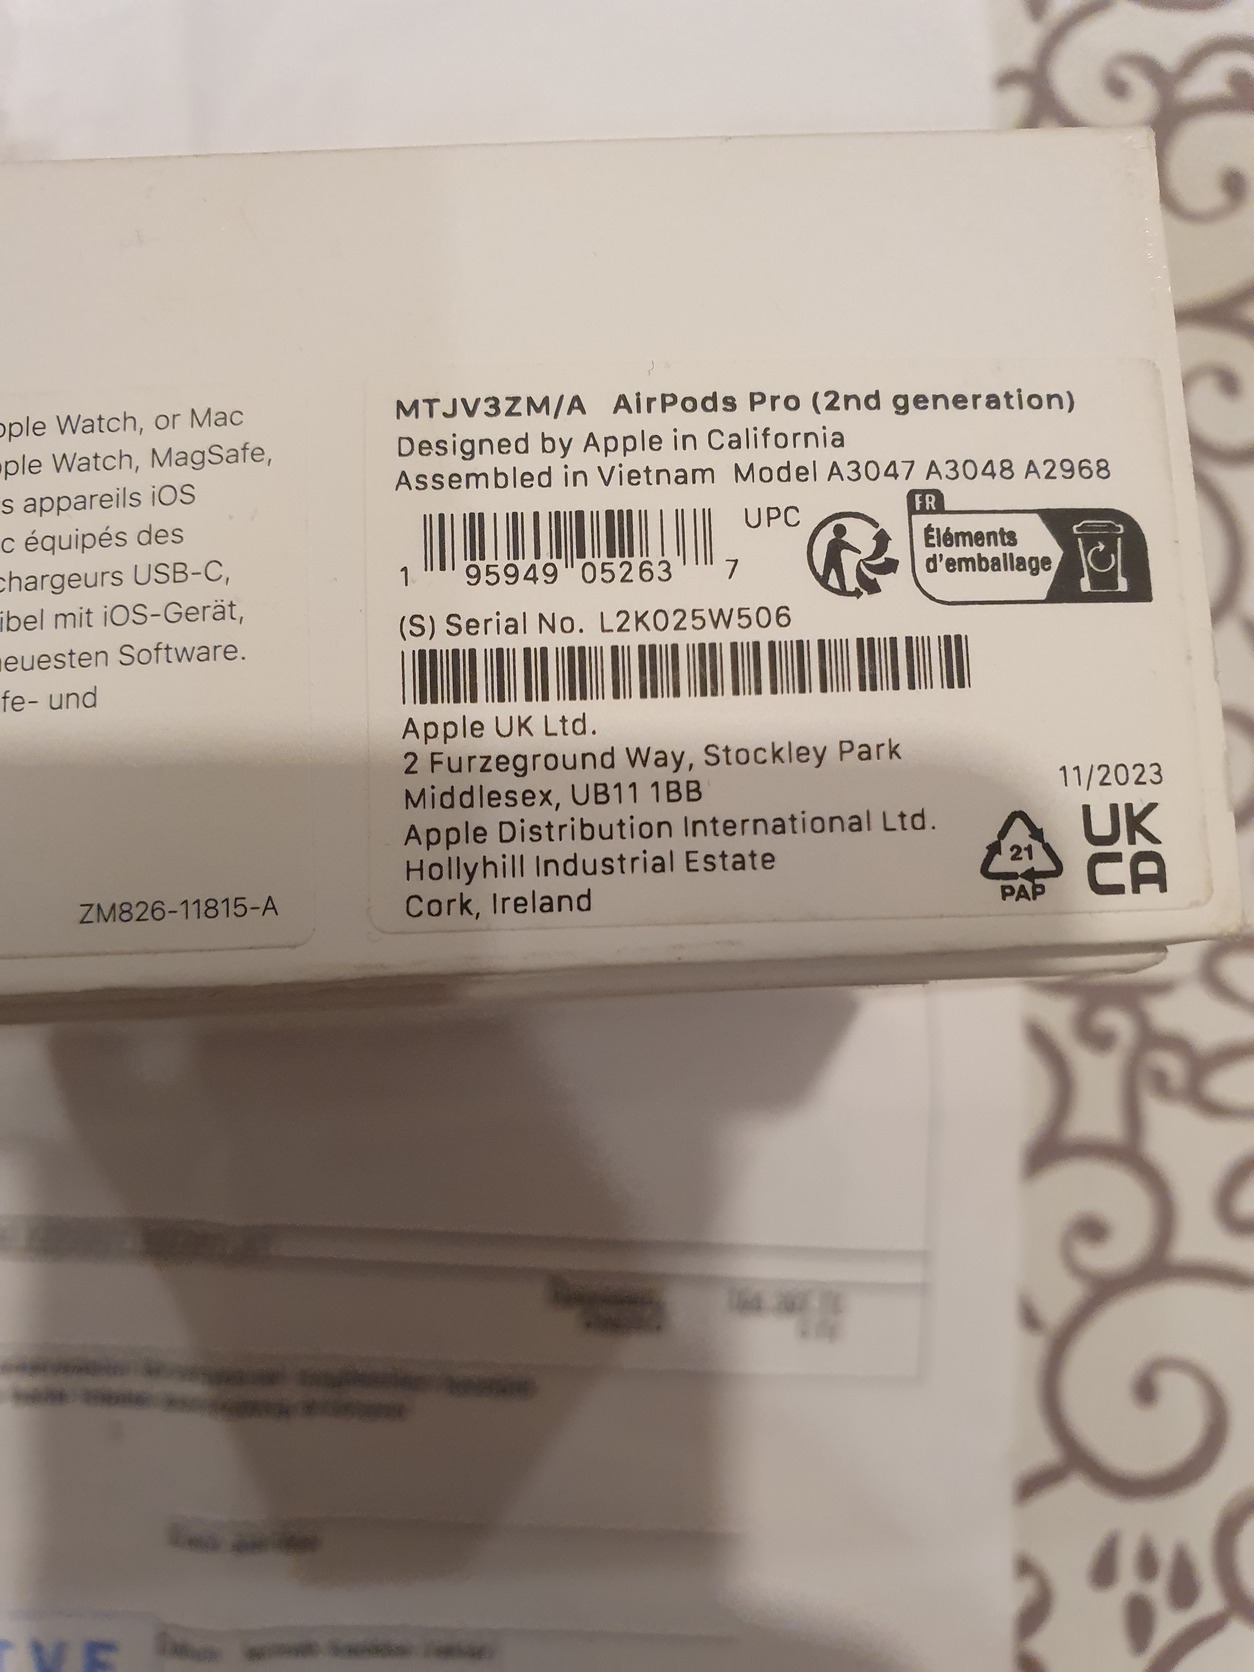 pple Watch, or Mac
pple Watch, MagSafe,
s appareils iOS
c équipés des
chargeurs USB-C,
ibel mit iOS-Gerät,
neuesten Software.
fe- und
ZM826-11815-A
MTJV3ZM/A AirPods Pro (2nd generation)
Designed by Apple in California
Assembled in Vietnam Model A3047 A3048 A2968
UPC
1 95949 05263 7
FR
Éléments
d'emballage
(S) Serial No. L2K025W506
Apple UK Ltd.
2 Furzeground Way, Stockley Park
Middlesex, UB11 1BB
Apple Distribution International Ltd.
Hollyhill Industrial Estate
Cork, Ireland
11/2023
21
PAP
UK
CA